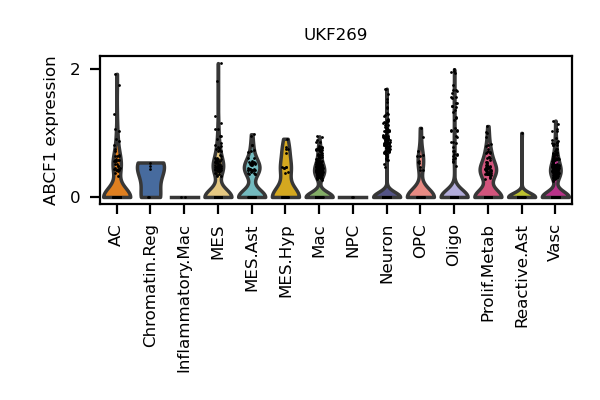 UKF269
ABCF1 expression
2
0
AC
Chromatin.Reg
Inflammatory.Mac
MES
MES.Ast
MES.Hyp
Mac
NPC
Neuron
OPC
Oligo
Prolif.Metab
Reactive.Ast
Vasc